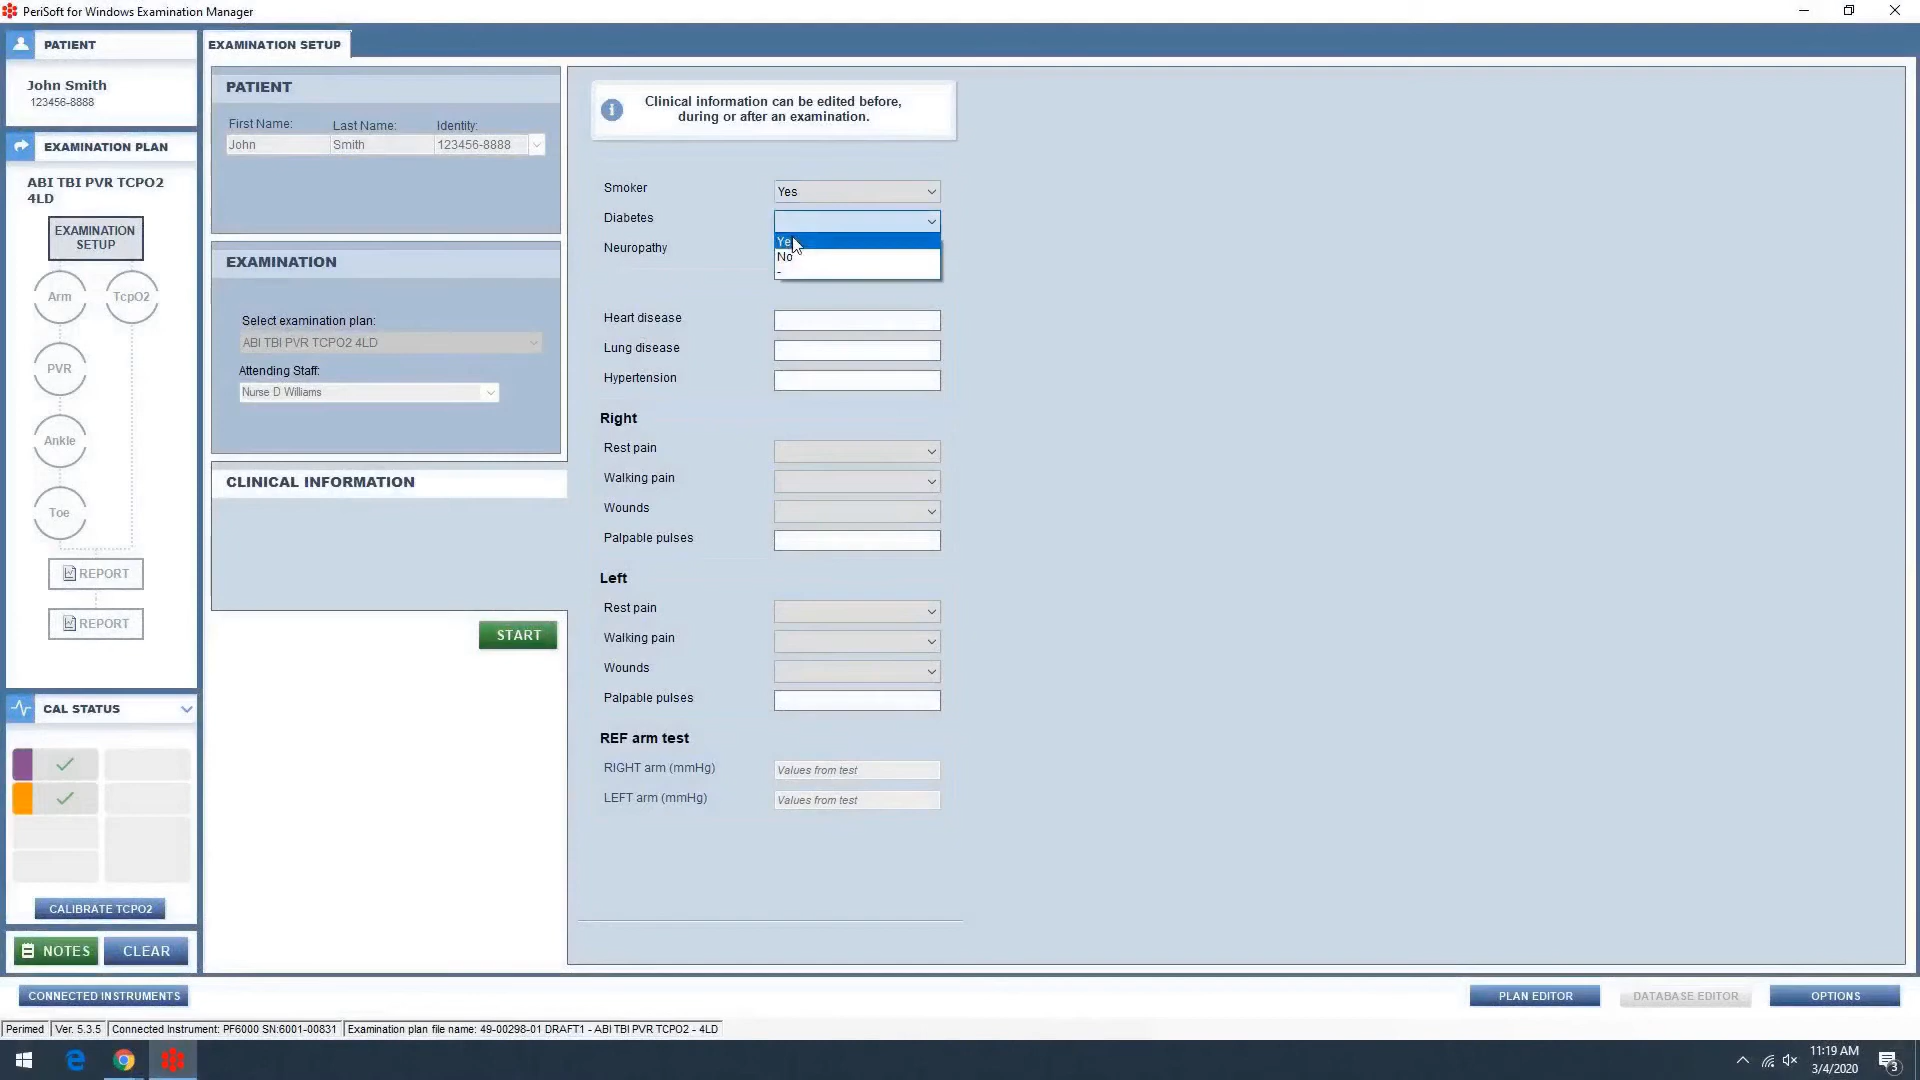 PeriSoft for Windows Examination Manager
PATIENT
John Smith
123456-8888
EXAMINATION PLAN
ABI TBI PVR TCPO2
4LD
EXAMINATION
SETUP
Arm
TcpO2
PVR
Ankle
Toe
REPORT
REPORT
CAL STATUS
CALIBRATE TCPO2
NOTES
CLEAR
CONNECTED INSTRUMENTS
EXAMINATION SETUP
PATIENT
First Name:
Last Name:
Identity:
John
Smith
123456-8888
EXAMINATION
Select examination plan:
ABI TBI PVR TCPO2 4LD
Attending Staff:
Nurse D Williams
CLINICAL INFORMATION
START
Clinical information can be edited before,
during or after an examination.
Smoker
Yes
Diabetes
Yes
No
-
Neuropathy
Heart disease
Lung disease
Hypertension
Right
Rest pain
Walking pain
Wounds
Palpable pulses
Left
Rest pain
Walking pain
Wounds
Palpable pulses
REF arm test
RIGHT arm (mmHg)
Values from test
LEFT arm (mmHg)
Values from test
PLAN EDITOR
DATABASE EDITOR
OPTIONS
Perimed
Ver. 5.3.5
Connected Instrument: PF6000 SN:6001-00831
Examination plan file name: 49-00298-01 DRAFT1 - ABI TBI PVR TCPO2 - 4LD
11:19 AM
3/4/2020
3